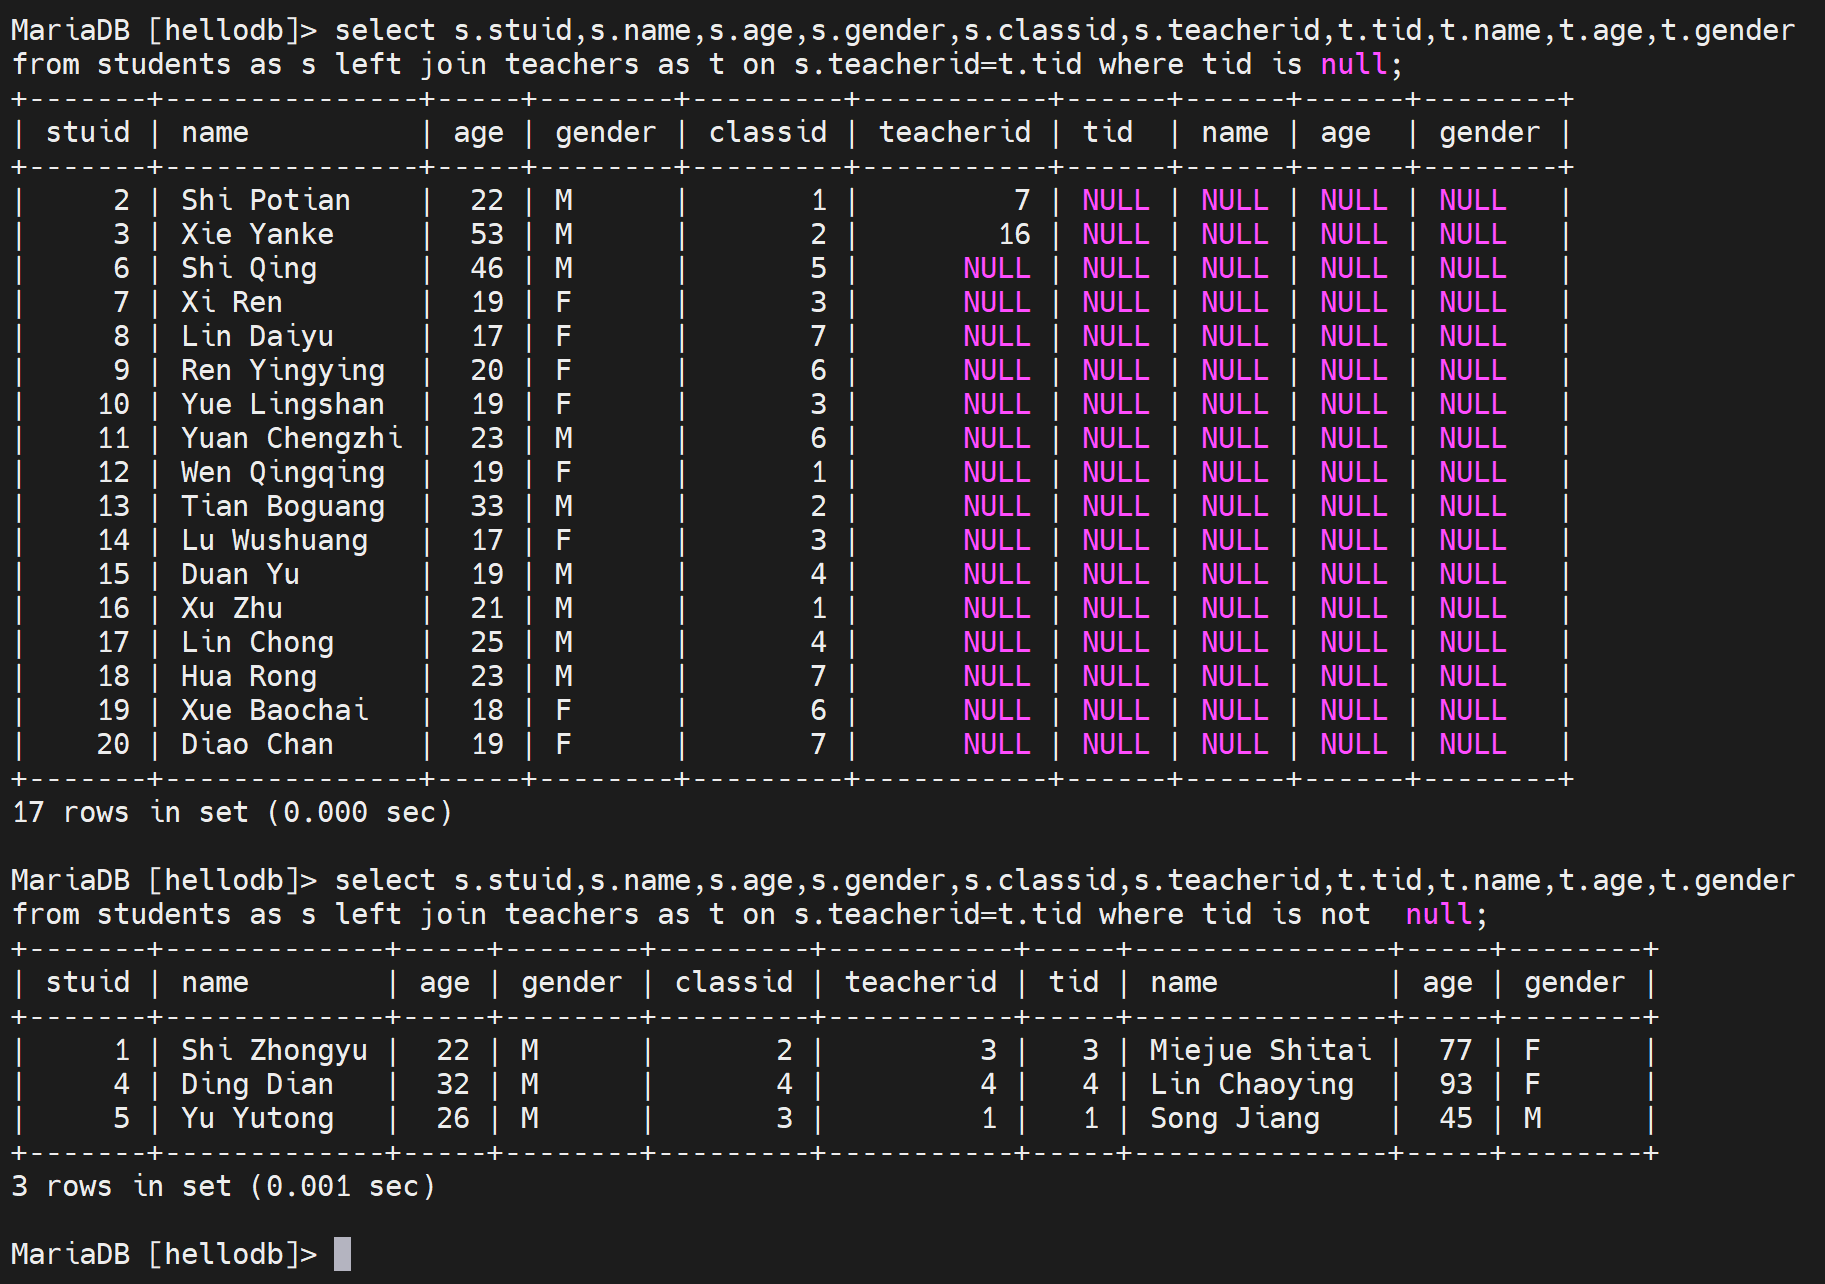 MariaDB [hellodb]> select s.stuid,s.name,s.age,s.gender,s.classid,s.teacherid,t.tid,t.name,t.age,t.gender
from students as s left join teachers as t on s.teacherid=t.tid where tid is null;
+-------+---------------+-----+--------+---------+-----------+------+------+------+--------+
| stuid | name          | age | gender | classid | teacherid | tid  | name | age  | gender |
+-------+---------------+-----+--------+---------+-----------+------+------+------+--------+
|     2 | Shi Potian    |  22 | M      |       1 |         7 | NULL | NULL | NULL | NULL   |
|     3 | Xie Yanke     |  53 | M      |       2 |        16 | NULL | NULL | NULL | NULL   |
|     6 | Shi Qing      |  46 | M      |       5 |      NULL | NULL | NULL | NULL | NULL   |
|     7 | Xi Ren        |  19 | F      |       3 |      NULL | NULL | NULL | NULL | NULL   |
|     8 | Lin Daiyu     |  17 | F      |       7 |      NULL | NULL | NULL | NULL | NULL   |
|     9 | Ren Yingying  |  20 | F      |       6 |      NULL | NULL | NULL | NULL | NULL   |
|    10 | Yue Lingshan  |  19 | F      |       3 |      NULL | NULL | NULL | NULL | NULL   |
|    11 | Yuan Chengzhi |  23 | M      |       6 |      NULL | NULL | NULL | NULL | NULL   |
|    12 | Wen Qingqing  |  19 | F      |       1 |      NULL | NULL | NULL | NULL | NULL   |
|    13 | Tian Boguang  |  33 | M      |       2 |      NULL | NULL | NULL | NULL | NULL   |
|    14 | Lu Wushuang   |  17 | F      |       3 |      NULL | NULL | NULL | NULL | NULL   |
|    15 | Duan Yu       |  19 | M      |       4 |      NULL | NULL | NULL | NULL | NULL   |
|    16 | Xu Zhu        |  21 | M      |       1 |      NULL | NULL | NULL | NULL | NULL   |
|    17 | Lin Chong     |  25 | M      |       4 |      NULL | NULL | NULL | NULL | NULL   |
|    18 | Hua Rong      |  23 | M      |       7 |      NULL | NULL | NULL | NULL | NULL   |
|    19 | Xue Baochai   |  18 | F      |       6 |      NULL | NULL | NULL | NULL | NULL   |
|    20 | Diao Chan     |  19 | F      |       7 |      NULL | NULL | NULL | NULL | NULL   |
+-------+---------------+-----+--------+---------+-----------+------+------+------+--------+
17 rows in set (0.000 sec)

MariaDB [hellodb]> select s.stuid,s.name,s.age,s.gender,s.classid,s.teacherid,t.tid,t.name,t.age,t.gender
from students as s left join teachers as t on s.teacherid=t.tid where tid is not  null;
+-------+-------------+-----+--------+---------+-----------+-----+---------------+-----+--------+
| stuid | name        | age | gender | classid | teacherid | tid | name          | age | gender |
+-------+-------------+-----+--------+---------+-----------+-----+---------------+-----+--------+
|     1 | Shi Zhongyu |  22 | M      |       2 |         3 |   3 | Miejue Shitai |  77 | F      |
|     4 | Ding Dian   |  32 | M      |       4 |         4 |   4 | Lin Chaoying  |  93 | F      |
|     5 | Yu Yutong   |  26 | M      |       3 |         1 |   1 | Song Jiang    |  45 | M      |
+-------+-------------+-----+--------+---------+-----------+-----+---------------+-----+--------+
3 rows in set (0.001 sec)

MariaDB [hellodb]>